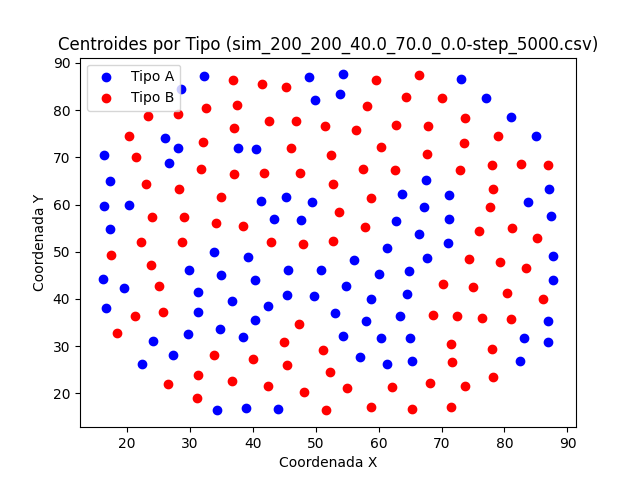 Centroides por Tipo (sim_200_200_40.0_70.0_0.0-step_5000.csv)
Tipo A
Tipo B
90
80
70
60
50
40
30
20
Coordenada Y
20 30 40 50 60 70 80 90
Coordenada X